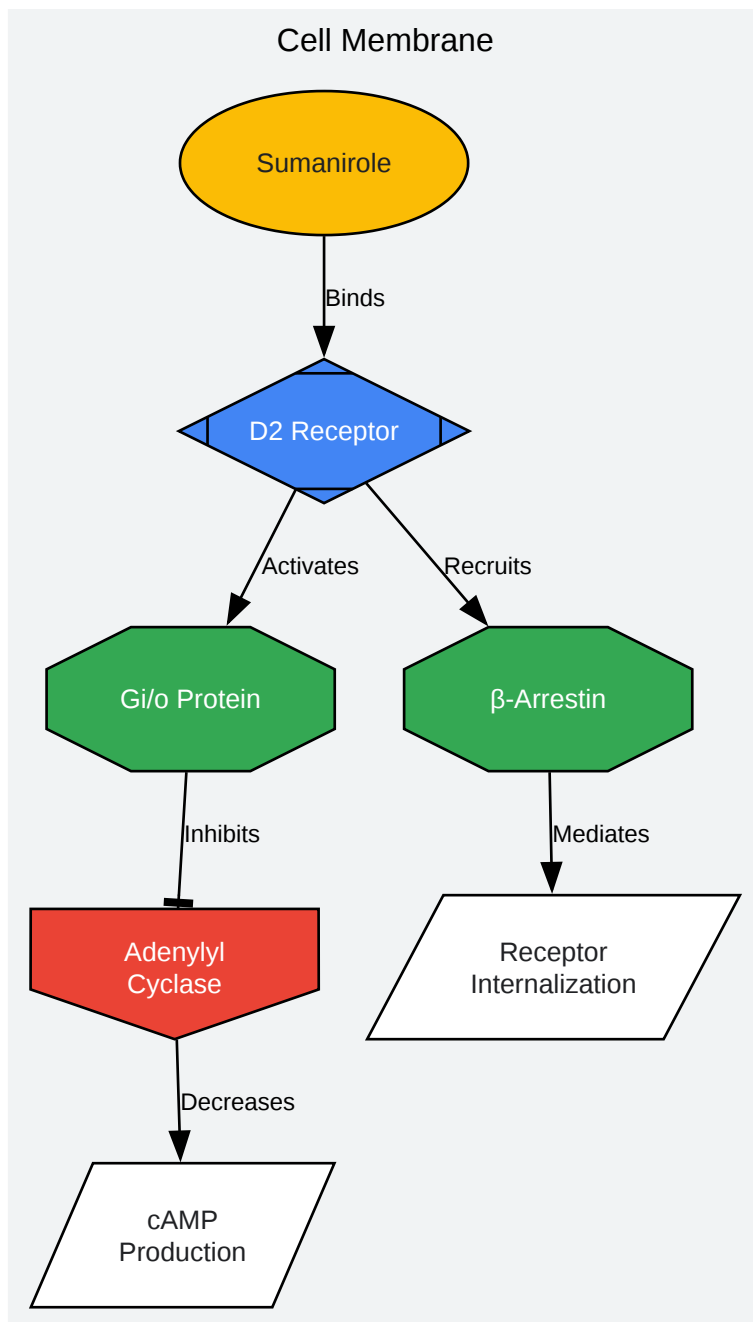 Cell Membrane
Sumanirole
Binds
D2 Receptor
Activates
Recruits
Gi/o Protein
β-Arrestin
Inhibits
Mediates
Adenylyl
Cyclase
Receptor
Internalization
Decreases
cAMP
Production